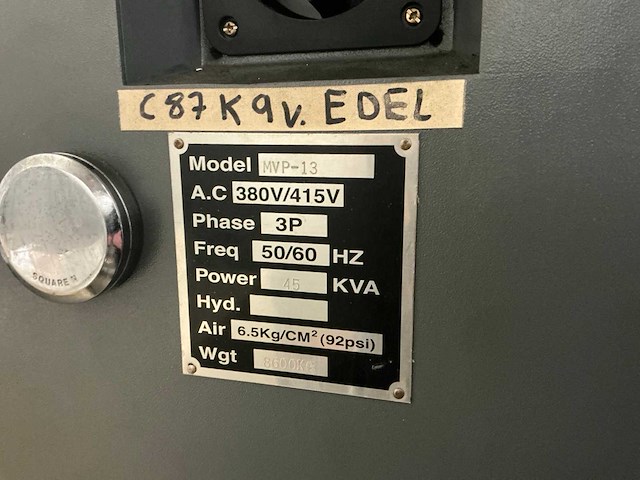 C87K9V. EDEL
Model MVP-13
A.C 380V/415V
Phase 3P
Freq 50/60 HZ
Power 45 KVA
Hyd.
Air 6.5Kg/CM² (92psi)
Wgt 8600KG
SQUARE D